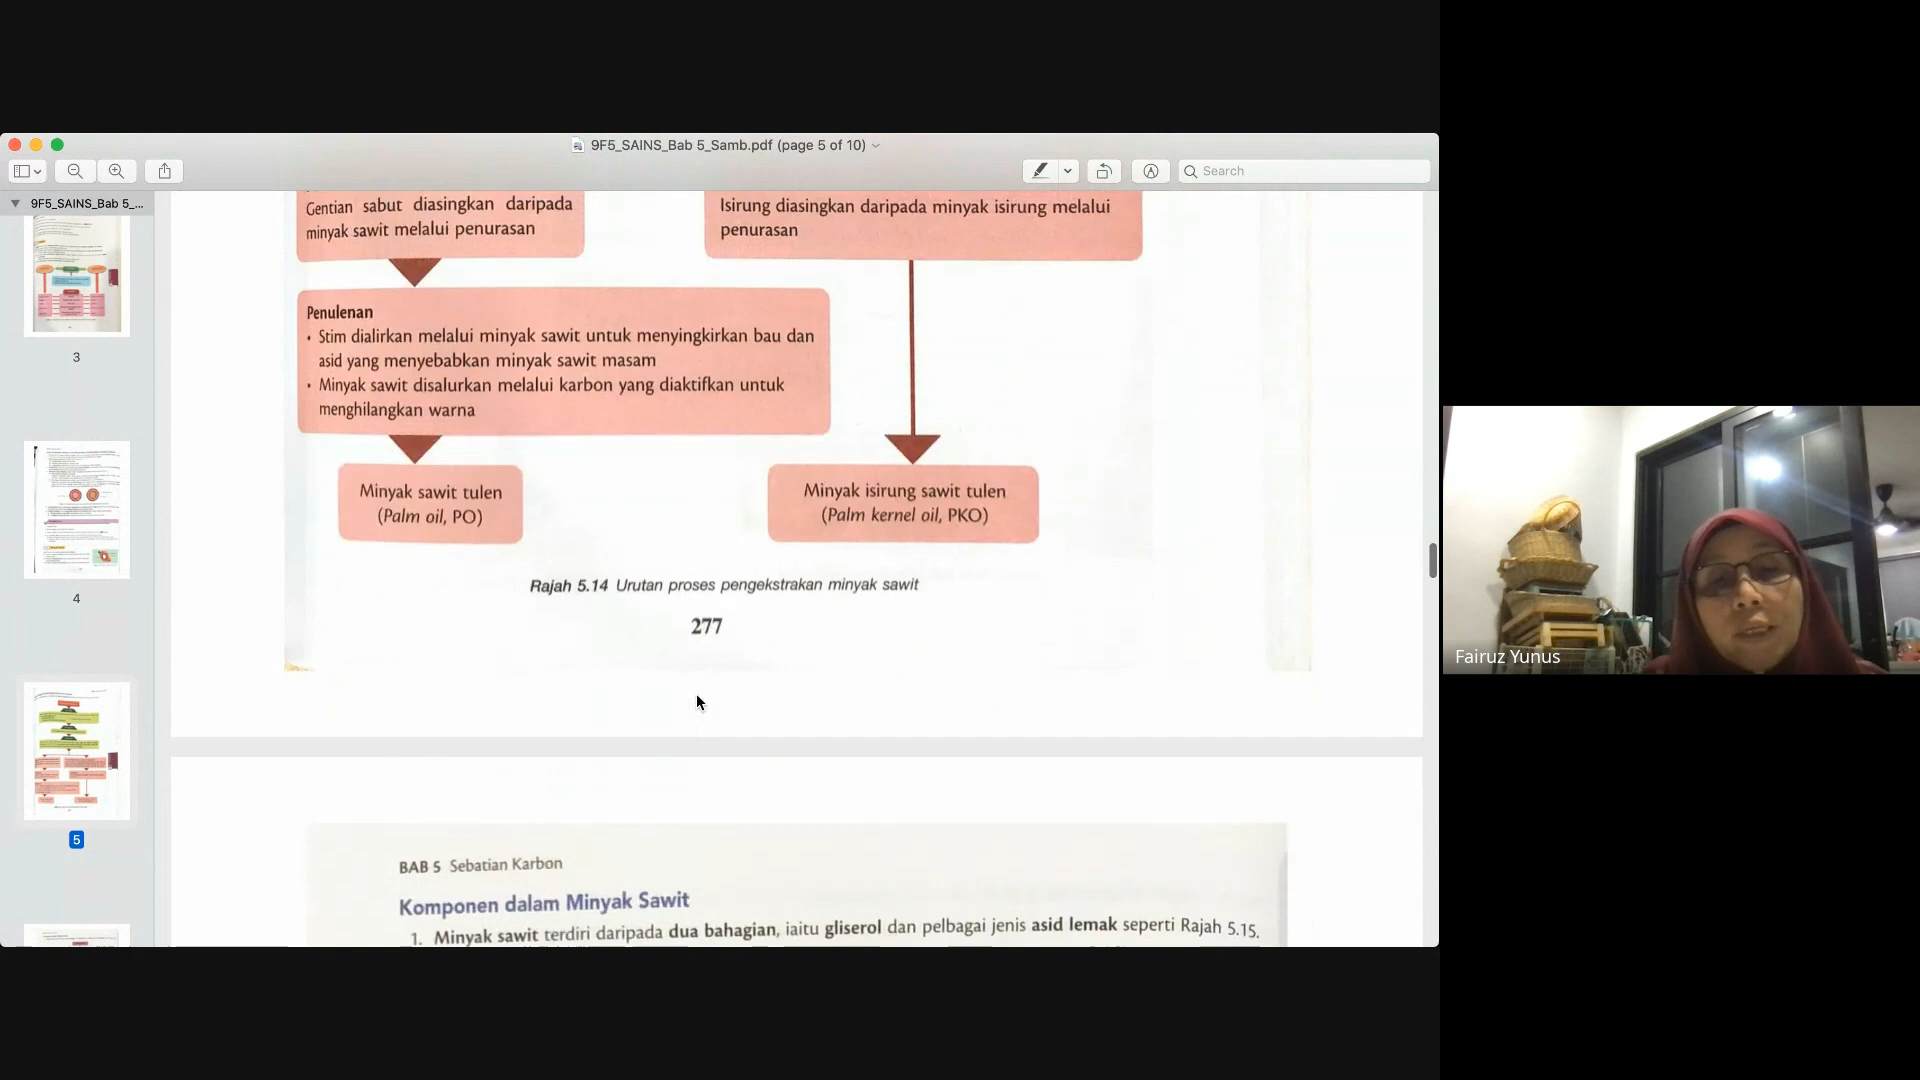 9F5_SAINS_Bab 5_Samb.pdf (page 5 of 10)
Search
9F5_SAINS_Bab 5_...
3
4
5
Gentian sabut diasingkan daripada
minyak sawit melalui penurasan
Isirung diasingkan daripada minyak isirung melalui
penurasan
Penulenan
• Stim dialirkan melalui minyak sawit untuk menyingkirkan bau dan
asid yang menyebabkan minyak sawit masam
• Minyak sawit disalurkan melalui karbon yang diaktifkan untuk
menghilangkan warna
Minyak sawit tulen
(Palm oil, PO)
Minyak isirung sawit tulen
(Palm kernel oil, PKO)
Rajah 5.14 Urutan proses pengekstrakan minyak sawit
277
BAB 5 Sebatian Karbon
Komponen dalam Minyak Sawit
1. Minyak sawit terdiri daripada dua bahagian, iaitu gliserol dan pelbagai jenis asid lemak seperti Rajah 5.15.
Fairuz Yunus